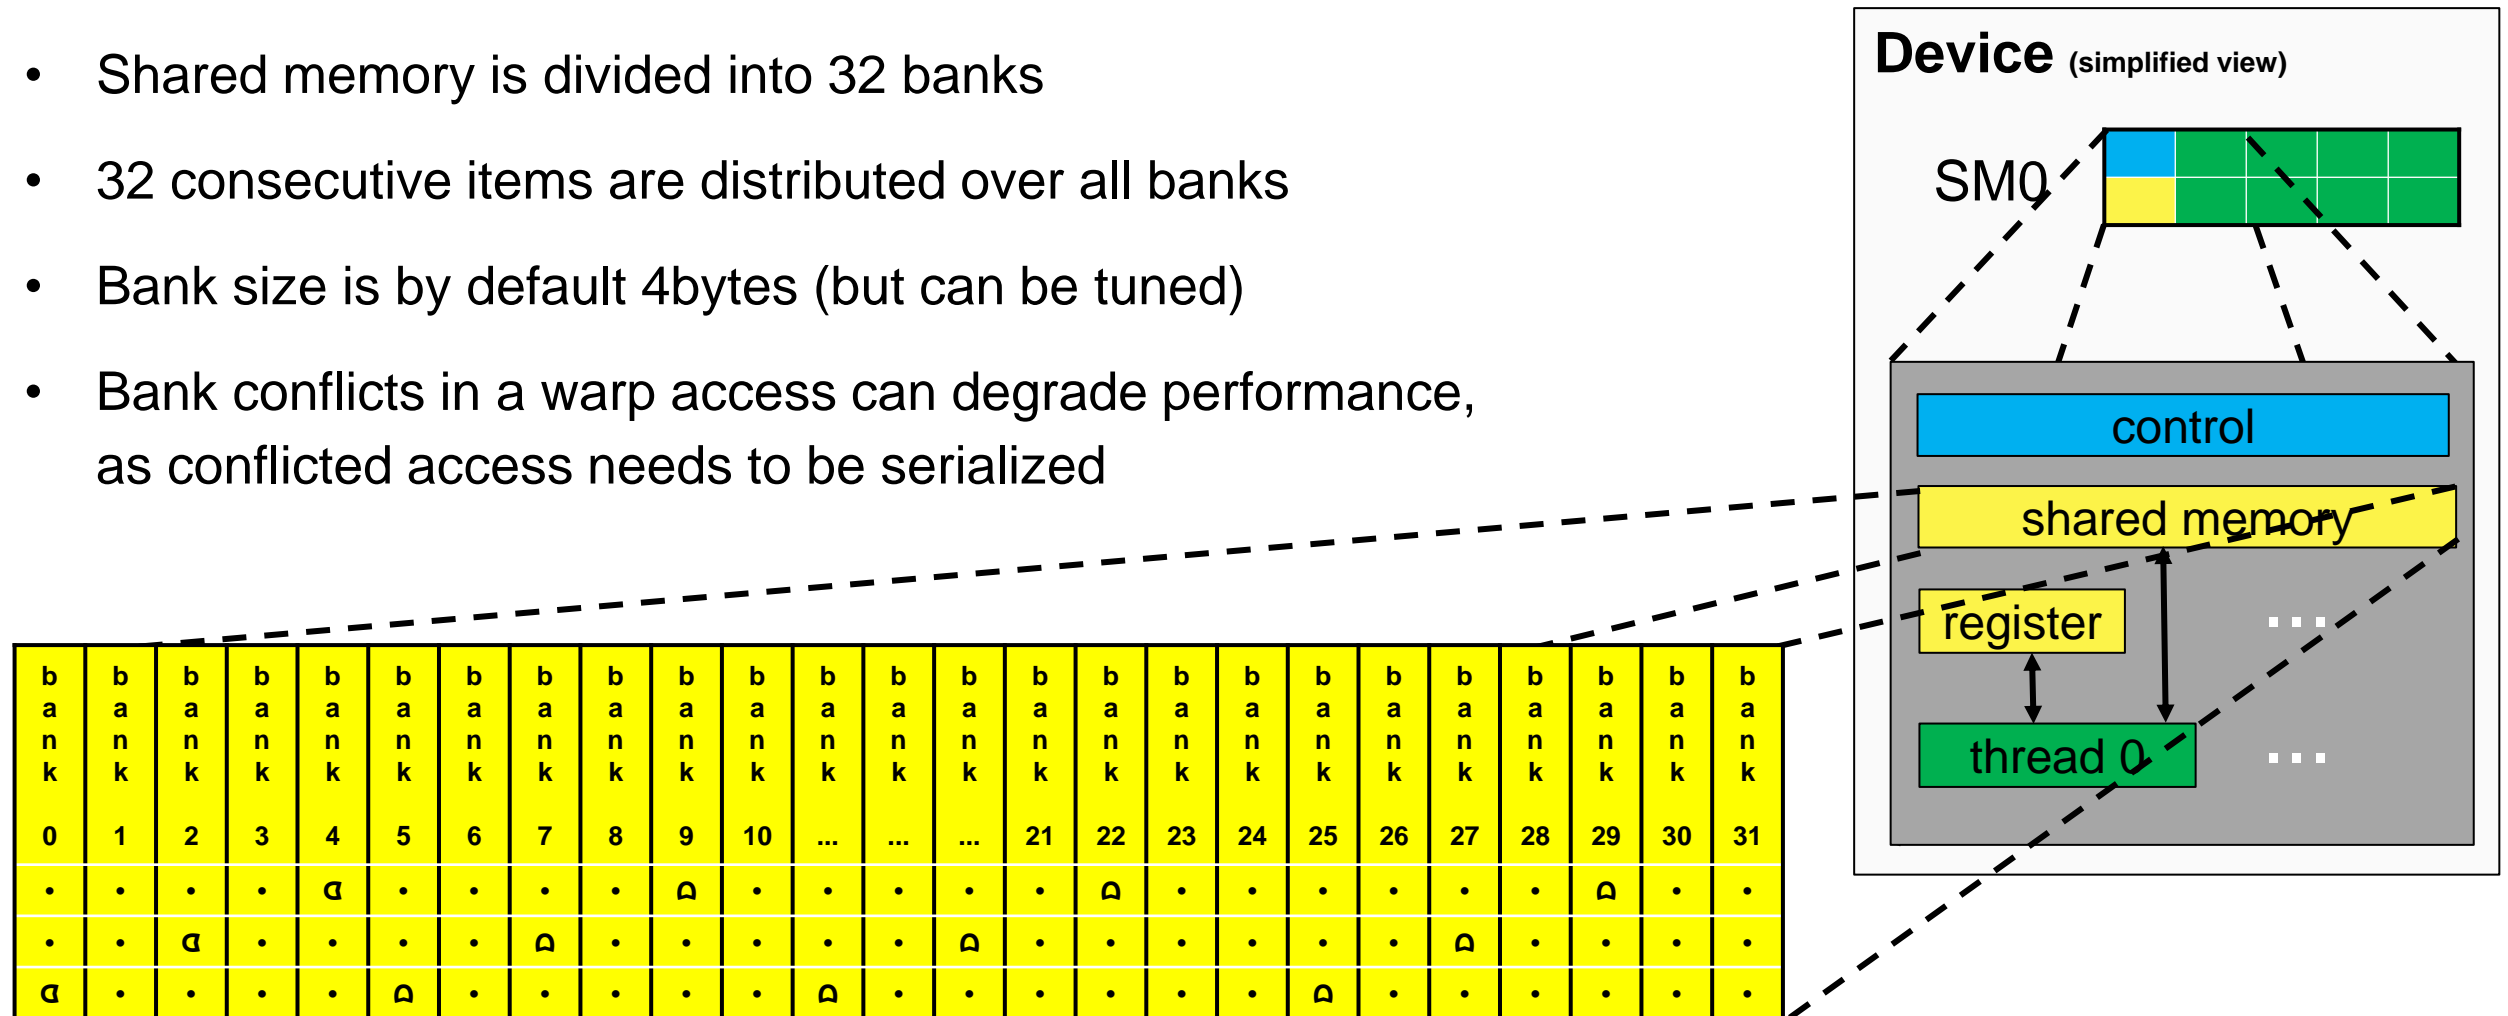 • Shared memory is divided into 32 banks
• 32 consecutive items are distributed over all banks
• Bank size is by default 4bytes (but can be tuned)
• Bank conflicts in a warp access can degrade performance,
as conflicted access needs to be serialized
Device (simplified view)
SM0
control
shared memory
register ...
thread 0 ...
bank bank bank bank bank bank bank bank bank bank bank bank bank bank bank bank bank bank bank bank bank bank bank bank bank
0 1 2 3 4 5 6 7 8 9 10 ... ... ... 21 22 23 24 25 26 27 28 29 30 31